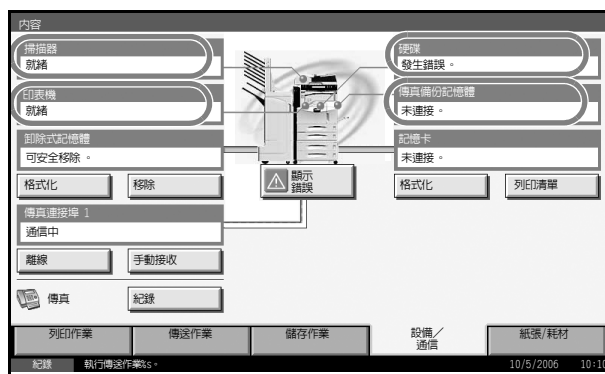 內容
掃描器
就緒
硬碟
發生錯誤。
印表機
就緒
傳真備份記憶體
未連接。
卸除式記憶體
可安全移除。
記憶卡
未連接。
格式化
移除
顯示
錯誤
格式化
列印清單
傳真連接埠 1
通信中
離線
手動接收
傳真
紀錄
列印作業
傳送作業
儲存作業
設備／
通信
紙張/耗材
紀錄
執行傳送作業%s。
10/5/2006
10:10